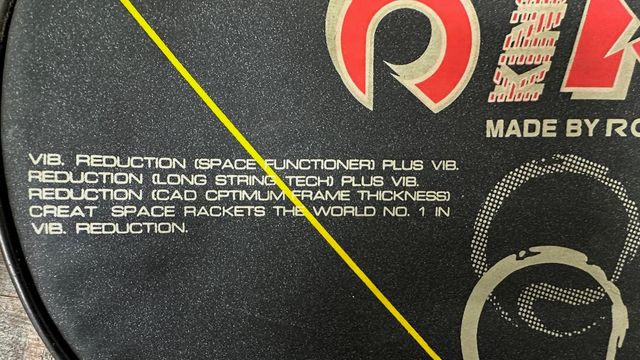 KING
MADE BY RO
VIB. REDUCTION (SPACE FUNCTIONER) PLUS VIB.
REDUCTION (LONG STRING TECH) PLUS VIB.
REDUCTION (CAD CPTIMUM FRAME THICKNESS)
CREAT SPACE RACKETS THE WORLD NO. 1 IN
VIB. REDUCTION.